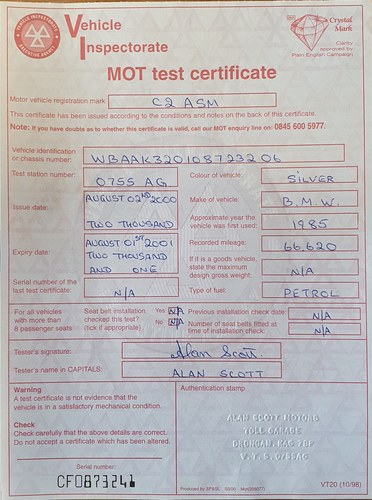 Vehicle
Inspectorate
Crystal
Mark
Clarity
approved by
Plain English Campaign
MOT test certificate
Motor vehicle registration mark C2 ASM
This certificate has been issued according to the conditions and notes on the back of this certificate.
Note: If you have doubts as to whether this certificate is valid, call our MOT enquiry line on: 0845 600 5977.
Vehicle identification
or chassis number: WBAAK320108723206
Test station number: 0755 AG
Colour of vehicle: SILVER
Issue date: AUGUST 02ND 2000
TWO THOUSAND
Make of vehicle: B.M.W.
Approximate year the
vehicle was first used: 1985
Expiry date: AUGUST 01ST 2001
TWO THOUSAND
AND ONE
Recorded mileage: 66,620
If it is a goods vehicle,
state the maximum
design gross weight: N/A
Serial number of the
last test certificate: N/A
Type of fuel: PETROL
For all vehicles
with more than
8 passenger seats
Seat belt installation
checked this test?
(tick if appropriate)
Yes N/A
No N/A
Previous installation check date: N/A
Number of seat belts fitted at
time of installation check: N/A
Tester's signature: Alan Scott
Tester's name in CAPITALS: ALAN SCOTT
Warning
A test certificate is not evidence that the
vehicle is in a satisfactory mechanical condition.
Check
Check carefully that the above details are correct.
Do not accept a certificate which has been altered.
Serial number:
CF0873241
Authentication stamp
ALAN SCOTT MOTORS
TOLL GARAGE
DRONGAN, KA6 7EF
V.T.S. 0755AG
VT20 (10/98)